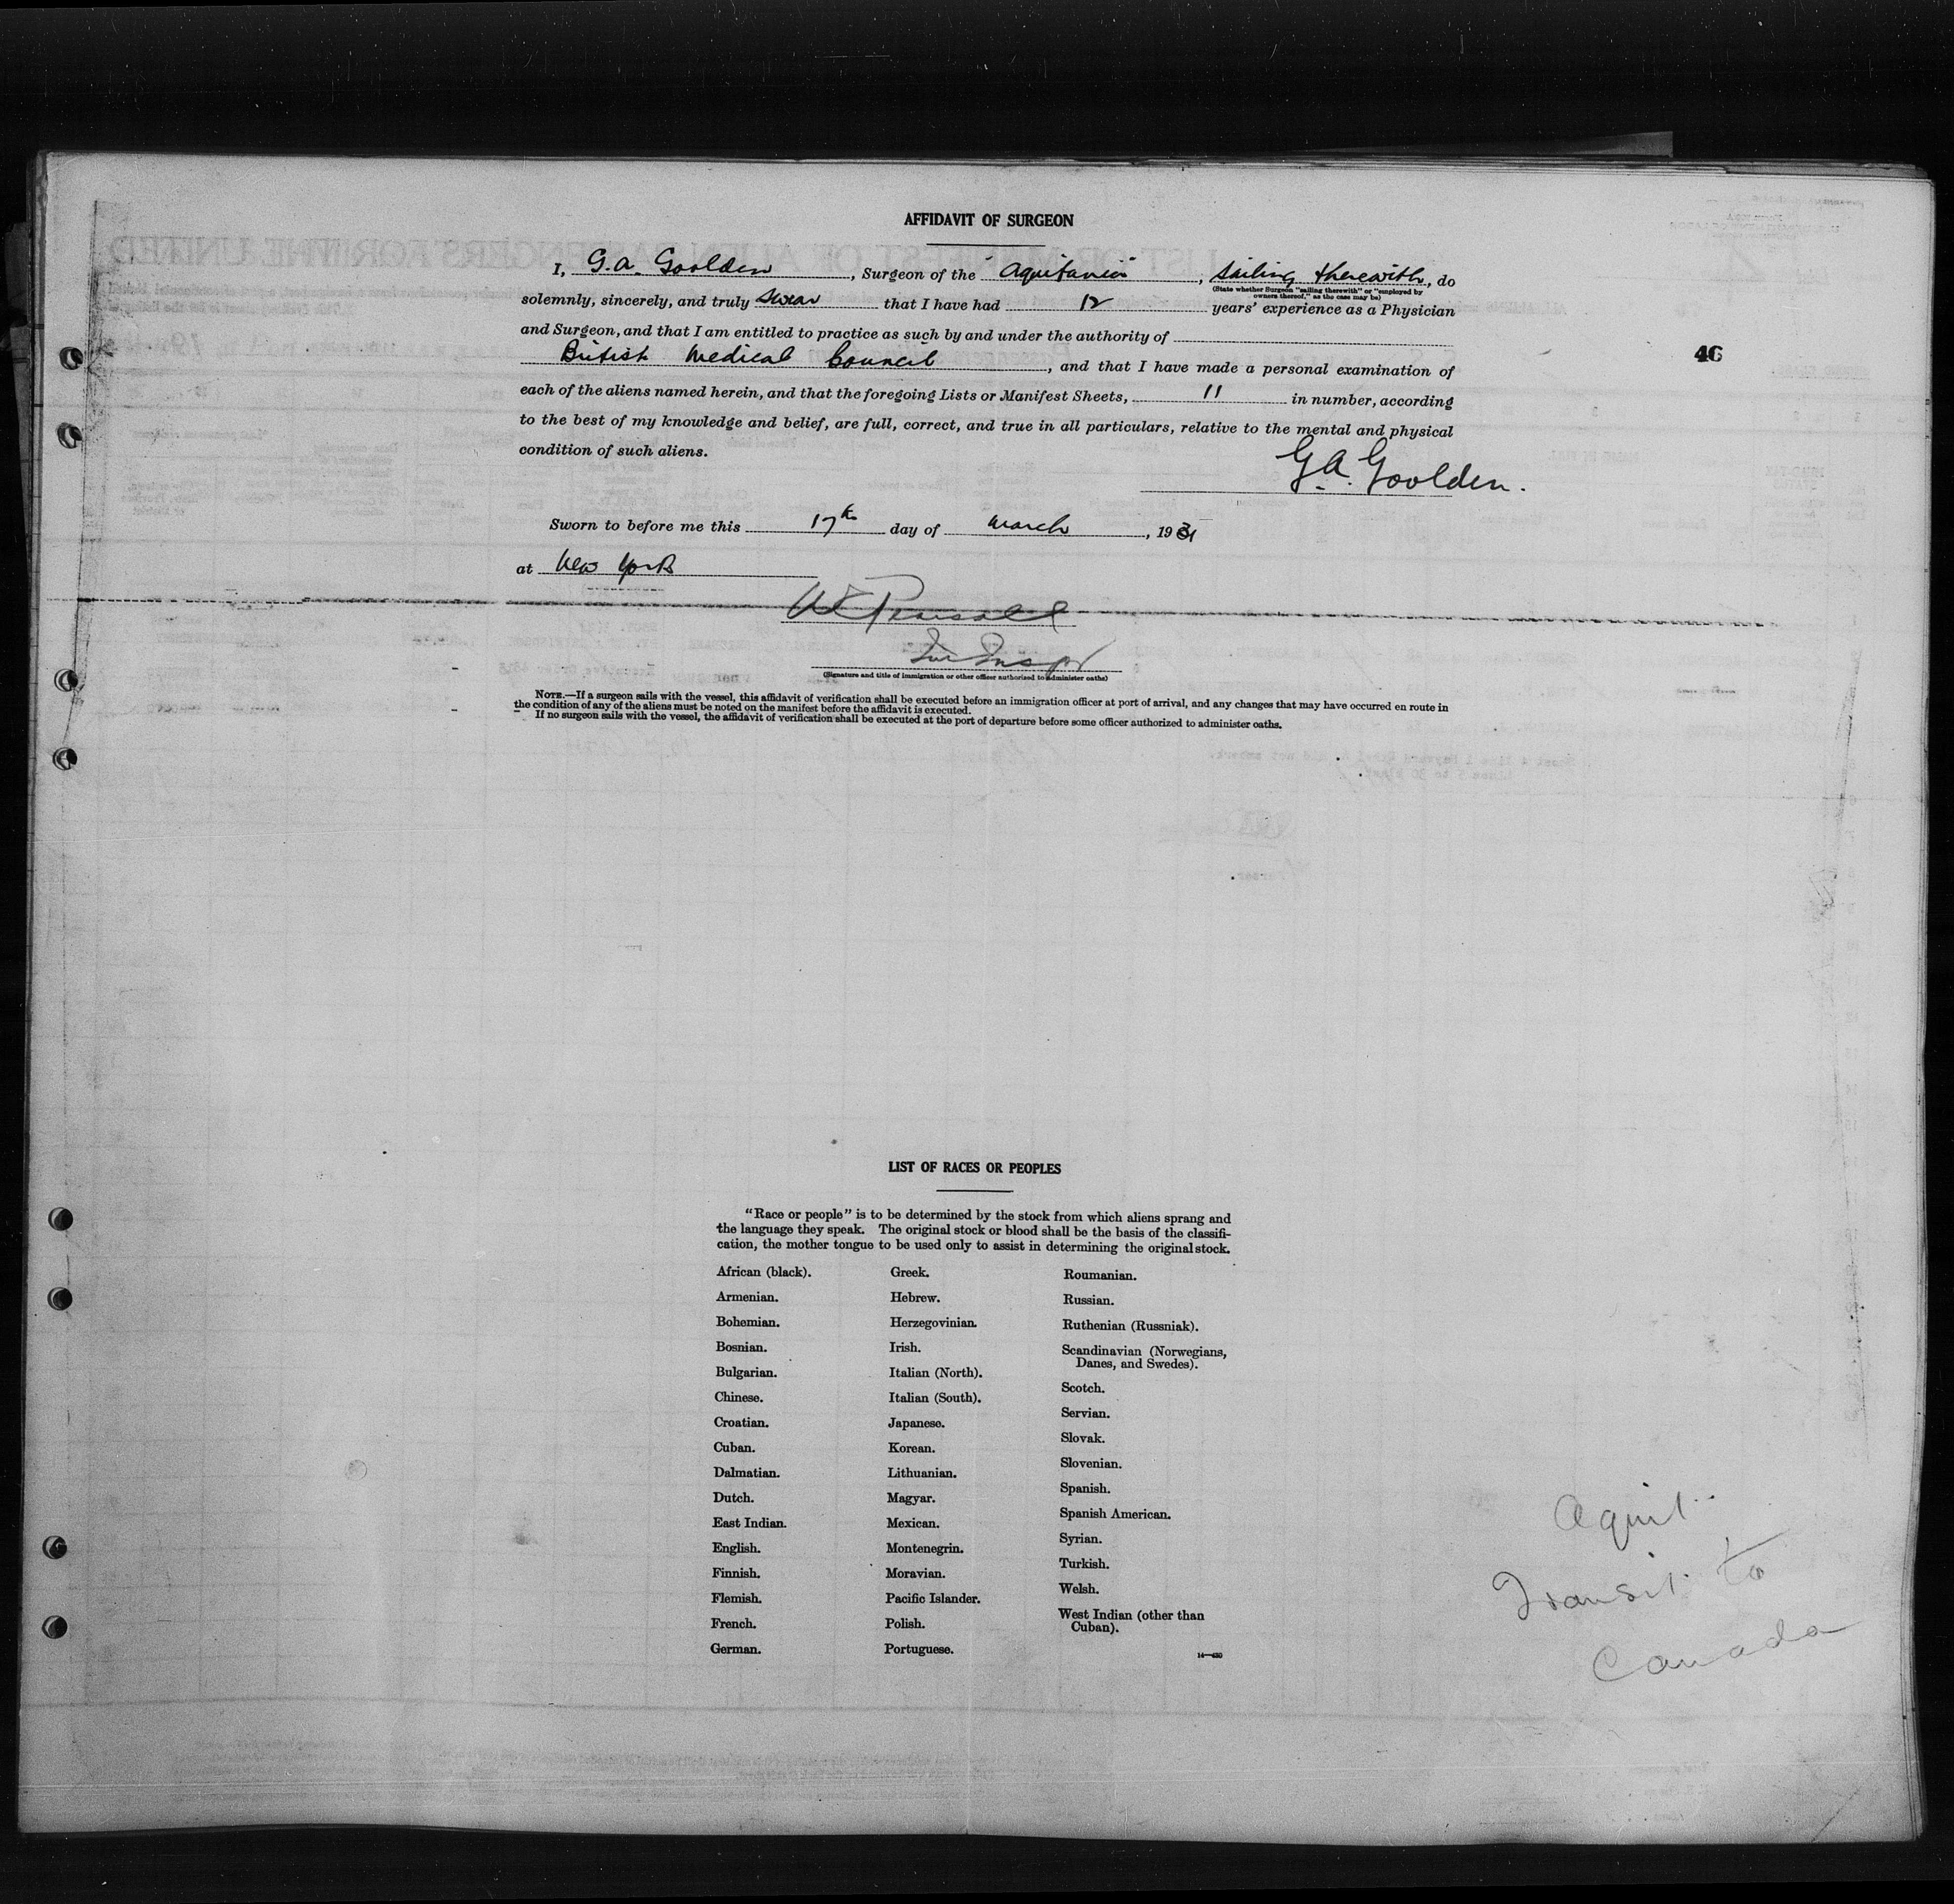 AFFIDAVIT OF SURGEON
I, G.A. Goolden, Surgeon of the "Aquitania", sailing therewith, do
(State whether Surgeon "sailing therewith" or "employed by
owners thereof," as the case may be)
solemnly, sincerely, and truly swear that I have had 12 years' experience as a Physician
and Surgeon, and that I am entitled to practice as such by and under the authority of
British Medical Council, and that I have made a personal examination of
46
each of the aliens named herein, and that the foregoing Lists or Manifest Sheets, 11 in number, according
to the best of my knowledge and belief, are full, correct, and true in all particulars, relative to the mental and physical
condition of such aliens.
G.A. Goolden.
Sworn to before me this 17th day of March, 1931
at New York
(Signature and title of immigration or other officer authorized to administer oaths)
NOTE.—If a surgeon sails with the vessel, this affidavit of verification shall be executed before an immigration officer at port of arrival, and any changes that may have occurred en route in
the condition of any of the aliens must be noted on the manifest before the affidavit is executed.
If no surgeon sails with the vessel, the affidavit of verification shall be executed at the port of departure before some officer authorized to administer oaths.
LIST OF RACES OR PEOPLES
"Race or people" is to be determined by the stock from which aliens sprang and
the language they speak. The original stock or blood shall be the basis of the classifi-
cation, the mother tongue to be used only to assist in determining the original stock.
African (black).
Armenian.
Bohemian.
Bosnian.
Bulgarian.
Chinese.
Croatian.
Cuban.
Dalmatian.
Dutch.
East Indian.
English.
Finnish.
Flemish.
French.
German.
Greek.
Hebrew.
Herzegovinian.
Irish.
Italian (North).
Italian (South).
Japanese.
Korean.
Lithuanian.
Magyar.
Mexican.
Montenegrin.
Moravian.
Pacific Islander.
Polish.
Portuguese.
Roumanian.
Russian.
Ruthenian (Russniak).
Scandinavian (Norwegians,
Danes, and Swedes).
Scotch.
Servian.
Slovak.
Slovenian.
Spanish.
Spanish American.
Syrian.
Turkish.
Welsh.
West Indian (other than
Cuban).
Aquit.
Transit to
Canada